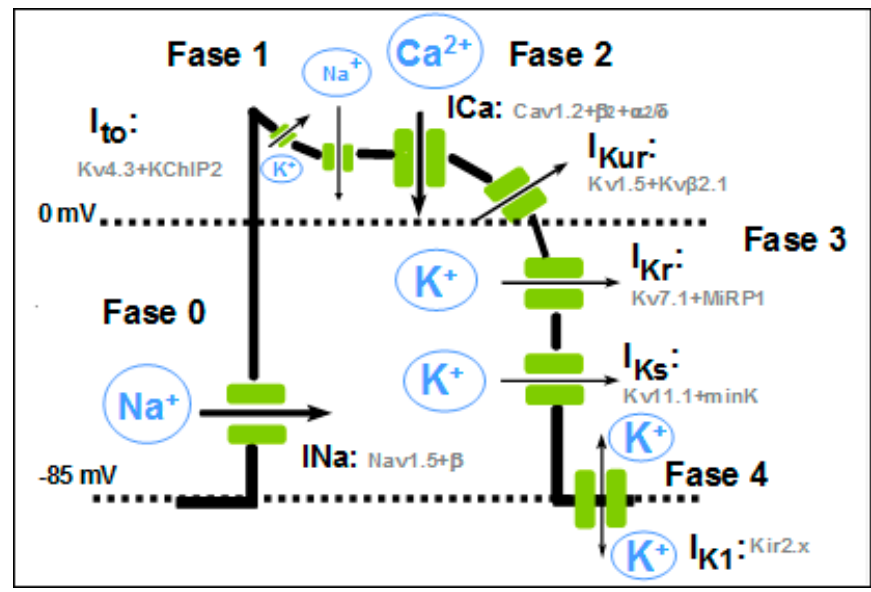 Fase 1
Na+
Ca2+
Fase 2
Ito:
Kv4.3+KChIP2
K+
ICa: Cav1.2+β2+α2/δ
IKur:
Kv1.5+Kvβ2.1
0 mV
Fase 3
K+
IKr:
Kv7.1+MiRP1
Fase 0
Na+
K+
IKs:
Kv11.1+minK
INa: Nav1.5+β
K+
-85 mV
Fase 4
K+
IK1: Kir2.x